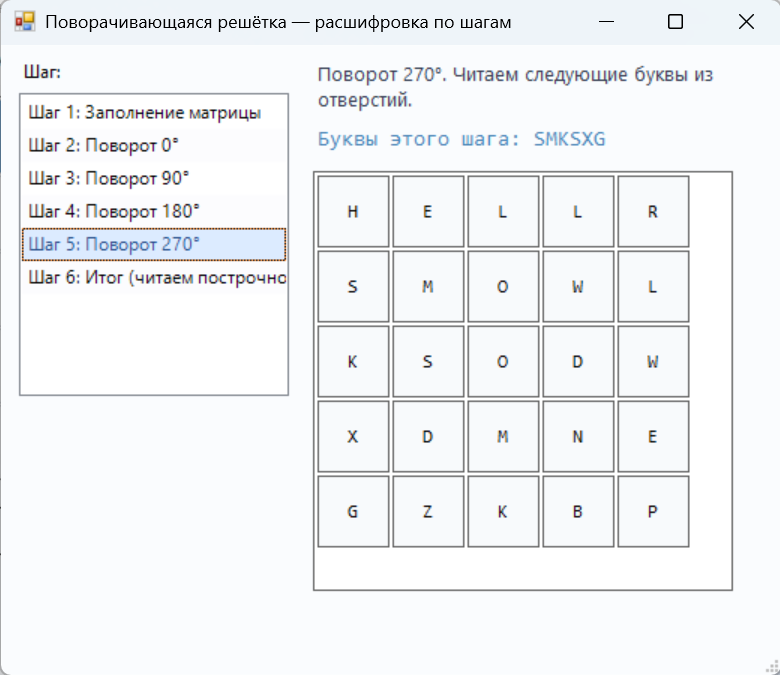 Поворачивающаяся решётка — расшифровка по шагам
Шаг:
Шаг 1: Заполнение матрицы
Шаг 2: Поворот 0°
Шаг 3: Поворот 90°
Шаг 4: Поворот 180°
Шаг 5: Поворот 270°
Шаг 6: Итог (читаем построчно
Поворот 270°. Читаем следующие буквы из
отверстий.
Буквы этого шага: SMKSXG
H E L L R
S M O W L
K S O D W
X D M N E
G Z K B P